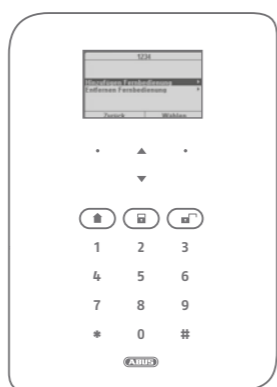 1234
Hinzufügen Fernbedienung
Entfernen Fernbedienung
Zurück Wählen
1 2 3
4 5 6
7 8 9
* 0 #
ABUS